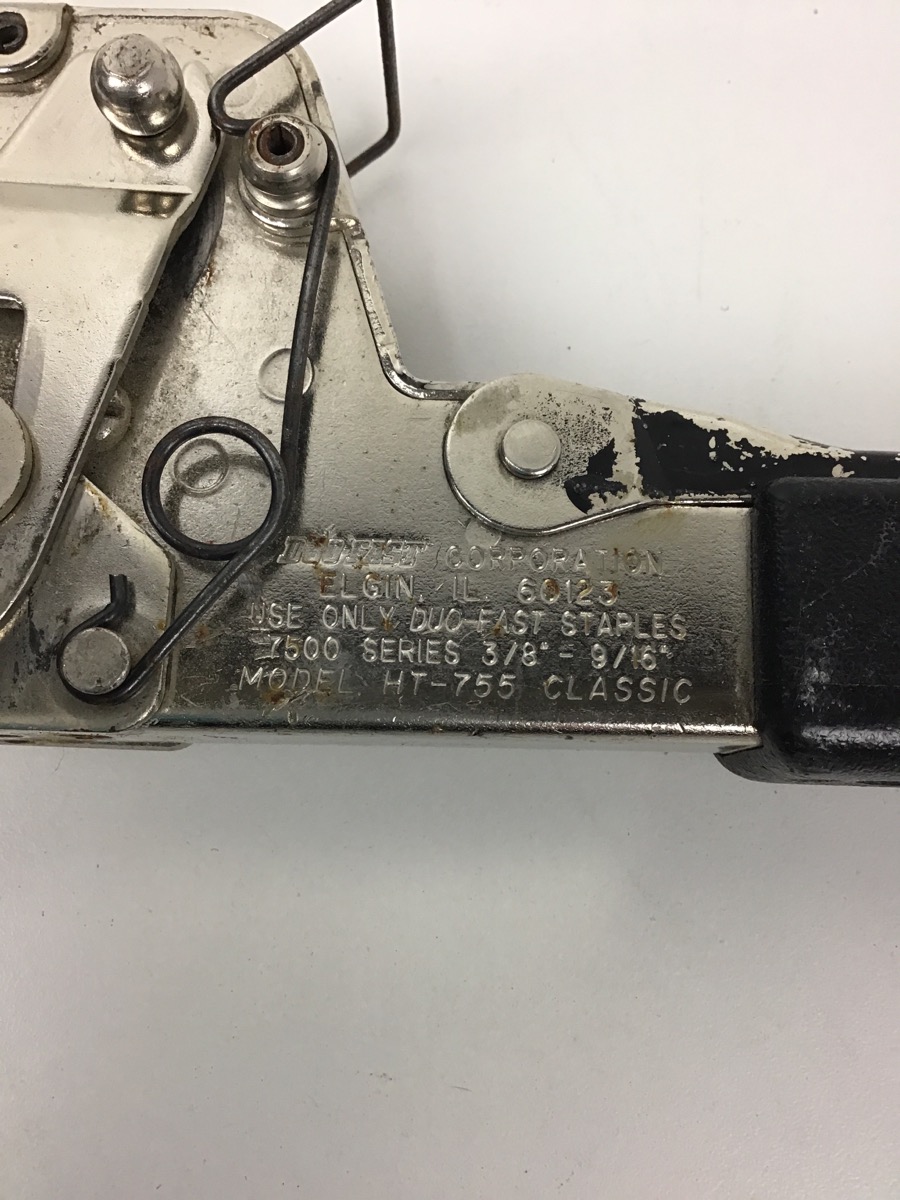 DUO-FAST CORPORATION
ELGIN, IL. 60123
USE ONLY DUO-FAST STAPLES
7500 SERIES 3/8" - 9/16"
MODEL HT-755 CLASSIC